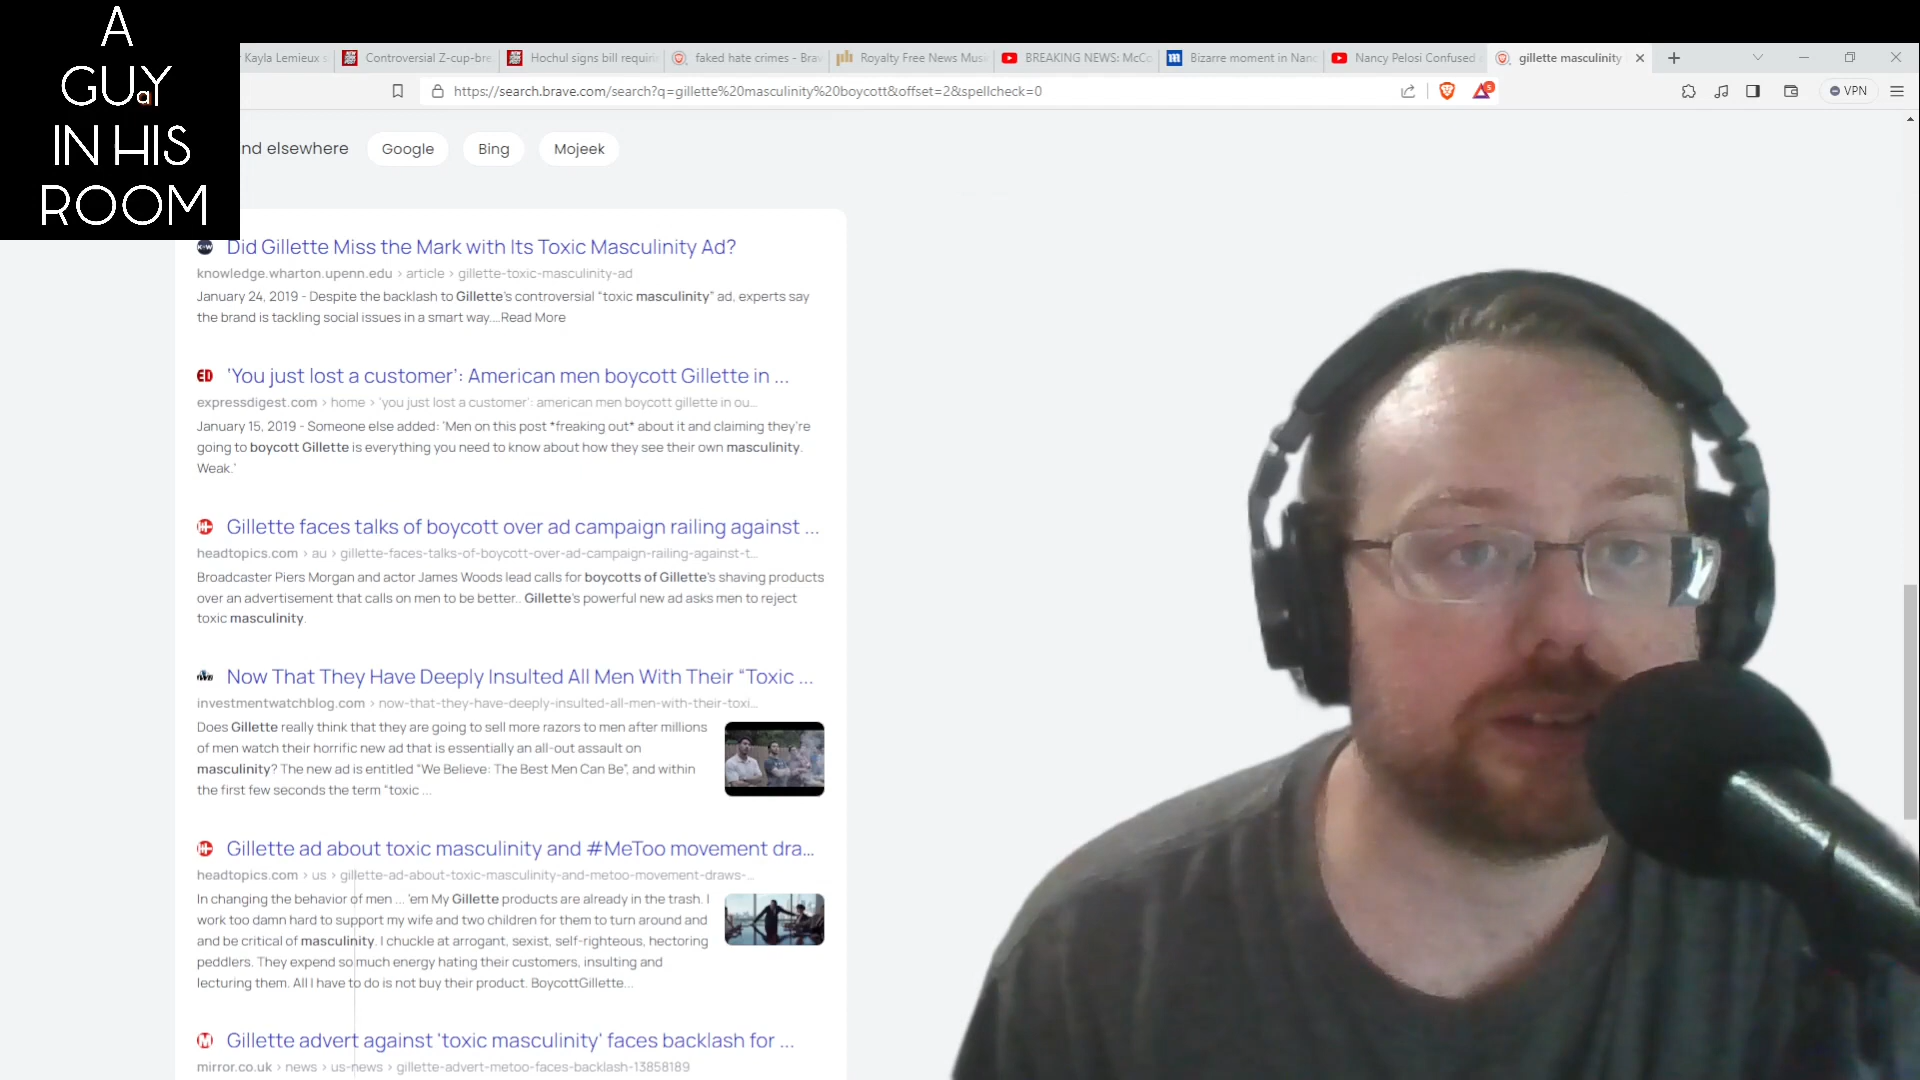 A
GUY
a
IN HIS
ROOM
Kayla Lemieux s
Controversial Z-cup-bre
Hochul signs bill requiri
faked hate crimes - Brav
Royalty Free News Musi
BREAKING NEWS: McCo
Bizarre moment in Nanc
Nancy Pelosi Confused
gillette masculinity
https://search.brave.com/search?q=gillette%20masculinity%20boycott&offset=2&spellcheck=0
5
VPN
nd elsewhere
Google
Bing
Mojeek
Did Gillette Miss the Mark with Its Toxic Masculinity Ad?
knowledge.wharton.upenn.edu › article › gillette-toxic-masculinity-ad
January 24, 2019 - Despite the backlash to Gillette's controversial “toxic masculinity” ad, experts say
the brand is tackling social issues in a smart way....Read More
ED
'You just lost a customer': American men boycott Gillette in ...
expressdigest.com › home › 'you just lost a customer': american men boycott gillette in ou...
January 15, 2019 - Someone else added: 'Men on this post *freaking out* about it and claiming they're
going to boycott Gillette is everything you need to know about how they see their own masculinity.
Weak.'
Gillette faces talks of boycott over ad campaign railing against ...
headtopics.com › au › gillette-faces-talks-of-boycott-over-ad-campaign-railing-against-t...
Broadcaster Piers Morgan and actor James Woods lead calls for boycotts of Gillette's shaving products
over an advertisement that calls on men to be better.. Gillette's powerful new ad asks men to reject
toxic masculinity.
Now That They Have Deeply Insulted All Men With Their “Toxic ...
investmentwatchblog.com › now-that-they-have-deeply-insulted-all-men-with-their-toxi...
Does Gillette really think that they are going to sell more razors to men after millions
of men watch their horrific new ad that is essentially an all-out assault on
masculinity? The new ad is entitled “We Believe: The Best Men Can Be”, and within
the first few seconds the term “toxic ...
Gillette ad about toxic masculinity and #MeToo movement dra...
headtopics.com › us › gillette-ad-about-toxic-masculinity-and-metoo-movement-draws-...
In changing the behavior of men ... 'em My Gillette products are already in the trash. I
work too damn hard to support my wife and two children for them to turn around and
and be critical of masculinity. I chuckle at arrogant, sexist, self-righteous, hectoring
peddlers. They expend so much energy hating their customers, insulting and
lecturing them. All I have to do is not buy their product. BoycottGillette...
M
Gillette advert against 'toxic masculinity' faces backlash for ...
mirror.co.uk › news › us-news › gillette-advert-metoo-faces-backlash-13858189